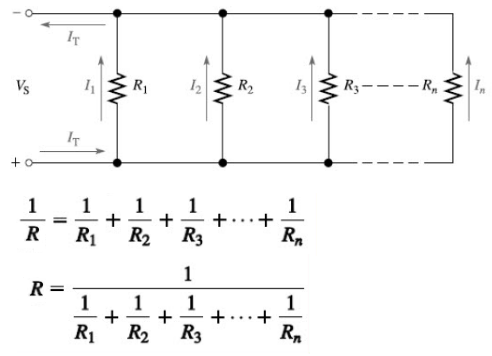 −
I_T
V_S I_1 R_1 I_2 R_2 I_3 R_3 R_n I_n
I_T
+
1/R = 1/R_1 + 1/R_2 + 1/R_3 + ··· + 1/R_n
R = 1/(1/R_1 + 1/R_2 + 1/R_3 + ··· + 1/R_n)